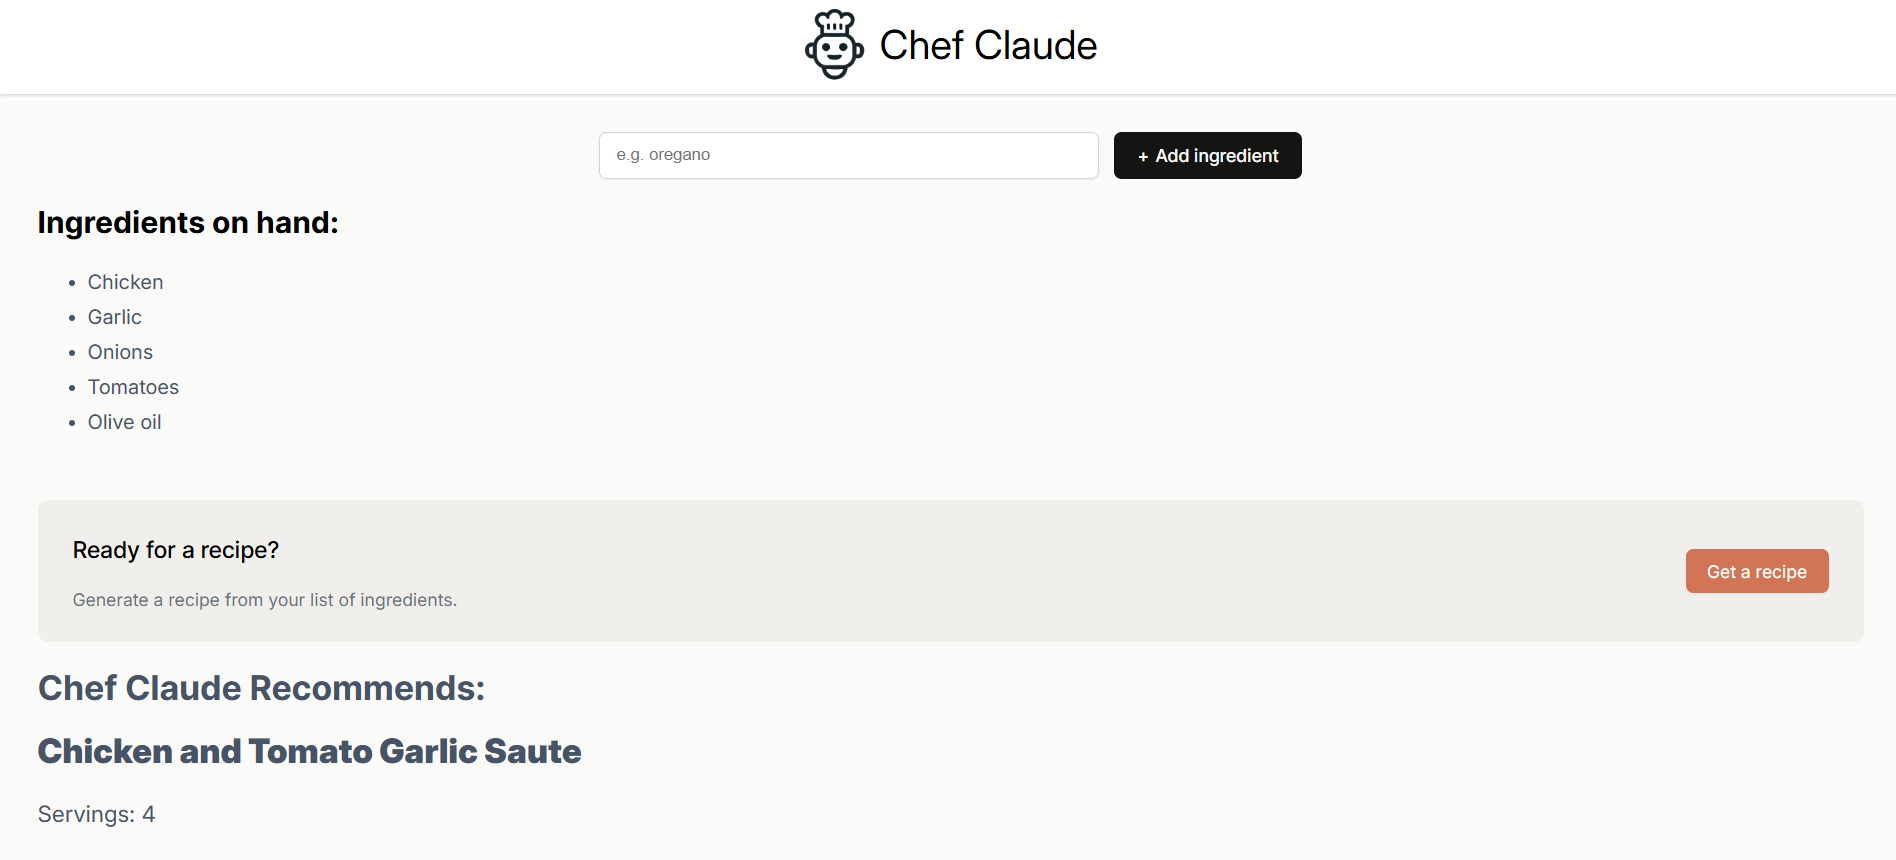 Chef Claude
e.g. oregano
+ Add ingredient
Ingredients on hand:
• Chicken
• Garlic
• Onions
• Tomatoes
• Olive oil
Ready for a recipe?
Generate a recipe from your list of ingredients.
Get a recipe
Chef Claude Recommends:
Chicken and Tomato Garlic Saute
Servings: 4